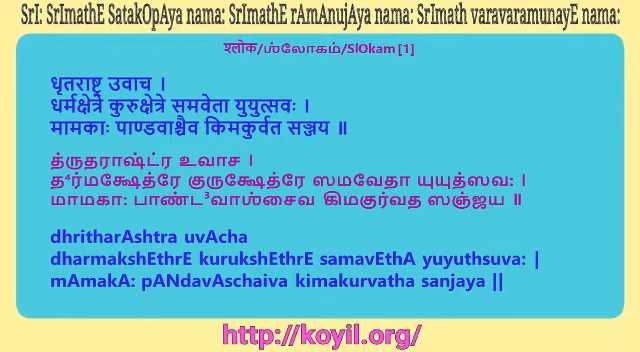 SrI: SrImathE SatakOpAya nama: SrImathE rAmAnujAya nama: SrImath varavaramunayE nama:
श्लोक/ஶ்லோகம்/SlOkam [1]
धृतराष्ट्र उवाच ।
धर्मक्षेत्रे कुरुक्षेत्रे समवेता युयुत्सवः ।
मामकाः पाण्डवाश्चैव किमकुर्वत सञ्जय ॥
த்ருதராஷ்ட்ர உவாச ।
த⁴ர்மக்ஷேத்ரே குருக்ஷேத்ரே ஸமவேதா யுயுத்ஸவ: ।
மாமகா: பாண்ட³வாஶ்சைவ கிமகுர்வத ஸஞ்ஜய ॥
dhritharAshtra uvAcha
dharmakshEthrE kurukshEthrE samavEthA yuyuthsuva: |
mAmakA: pANdavAschaiva kimakurvatha sanjaya ||
http://koyil.org/